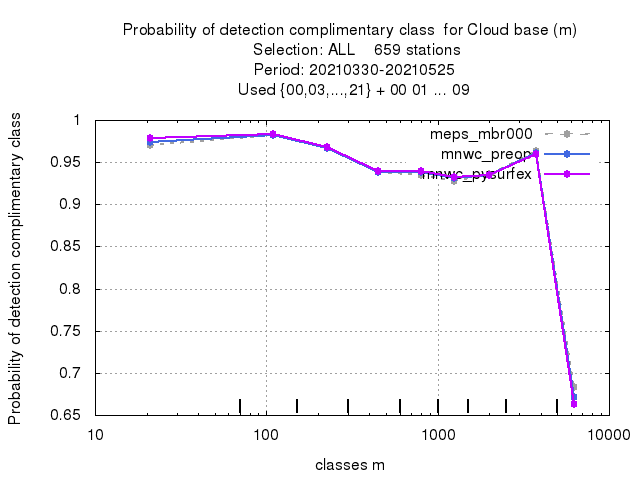 Probability of detection complimentary class  for Cloud base (m)
Selection: ALL    659 stations
Period: 20210330-20210525
Used {00,03,...,21} + 00 01 ... 09
Probability of detection complimentary class
1
0.95
0.9
0.85
0.8
0.75
0.7
0.65
meps_mbr000
mnwc_preop
mnwc_pysurfex
10
100
1000
10000
classes m